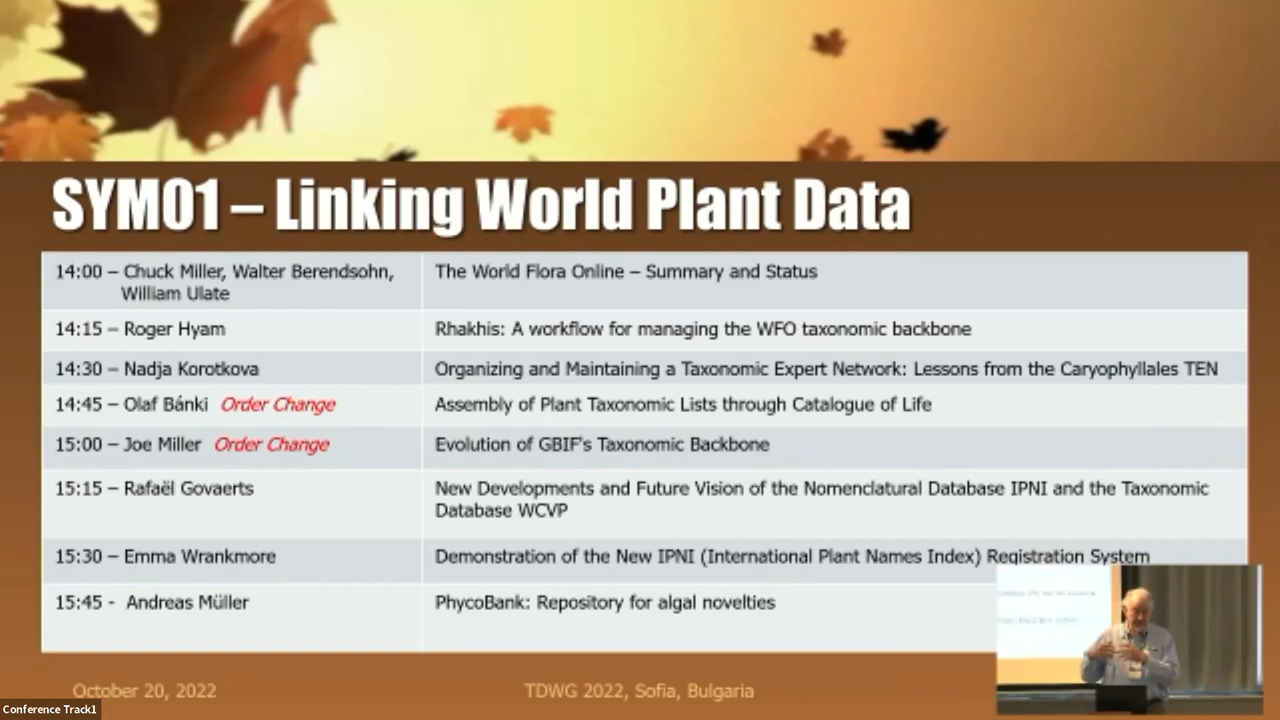 SYM01 – Linking World Plant Data
14:00 – Chuck Miller, Walter Berendsohn,
William Ulate
The World Flora Online – Summary and Status
14:15 – Roger Hyam
Rhakhis: A workflow for managing the WFO taxonomic backbone
14:30 – Nadja Korotkova
Organizing and Maintaining a Taxonomic Expert Network: Lessons from the Caryophyllales TEN
14:45 – Olaf Bánki Order Change
Assembly of Plant Taxonomic Lists through Catalogue of Life
15:00 – Joe Miller Order Change
Evolution of GBIF's Taxonomic Backbone
15:15 – Rafaël Govaerts
New Developments and Future Vision of the Nomenclatural Database IPNI and the Taxonomic
Database WCVP
15:30 – Emma Wrankmore
Demonstration of the New IPNI (International Plant Names Index) Registration System
15:45 - Andreas Müller
PhycoBank: Repository for algal novelties
October 20, 2022
TDWG 2022, Sofia, Bulgaria
Conference Track1